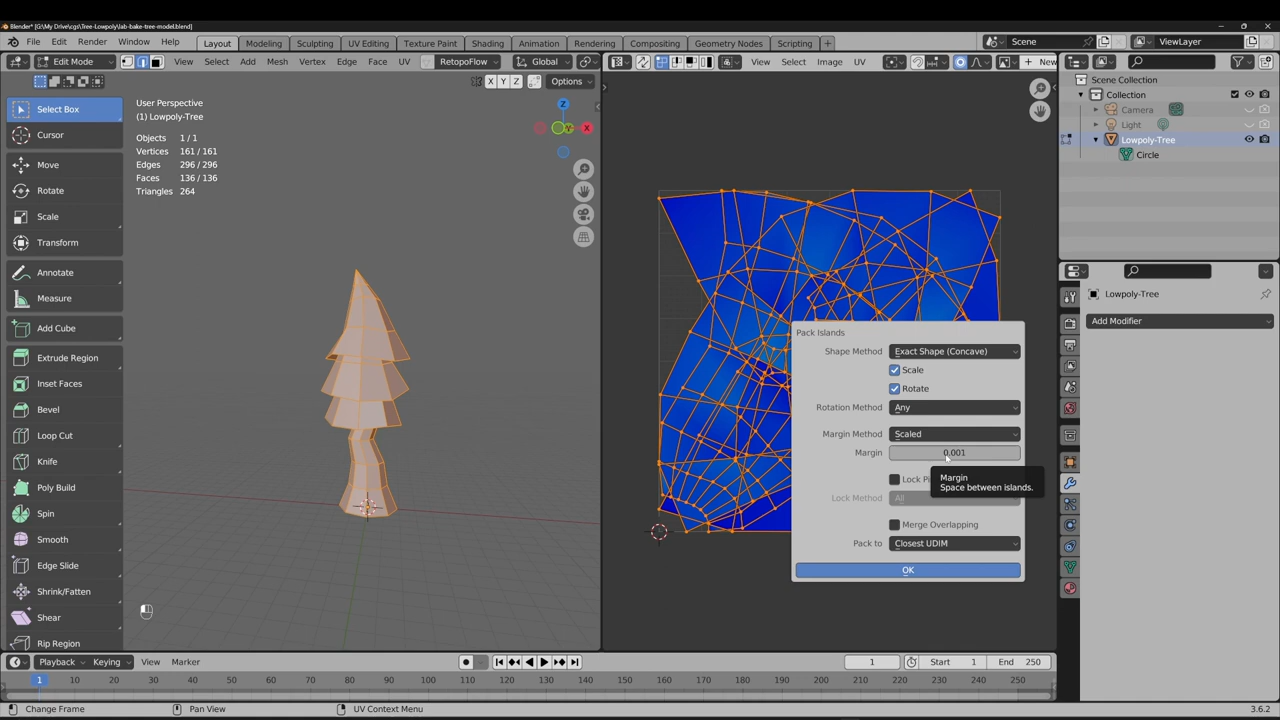 Blender* [G:\My Drive\cgs\Tree-Lowpoly\lab-bake-tree-model.blend]
File Edit Render Window Help Layout Modeling Sculpting UV Editing Texture Paint Shading Animation Rendering Compositing Geometry Nodes Scripting + Scene ViewLayer
Edit Mode View Select Add Mesh Vertex Edge Face UV RetopoFlow Global View Select Image UV New
X Y Z Options
Select Box
Cursor
Move
Rotate
Scale
Transform
Annotate
Measure
Add Cube
Extrude Region
Inset Faces
Bevel
Loop Cut
Knife
Poly Build
Spin
Smooth
Edge Slide
Shrink/Fatten
Shear
Rip Region
User Perspective
(1) Lowpoly-Tree
Objects 1 / 1
Vertices 161 / 161
Edges 296 / 296
Faces 136 / 136
Triangles 264
Z
Y
X
Pack Islands
Shape Method Exact Shape (Concave)
Scale
Rotate
Rotation Method Any
Margin Method Scaled
Margin 0.001
Margin
Space between islands.
Lock Pi
Lock Method All
Merge Overlapping
Pack to Closest UDIM
OK
Scene Collection
Collection
Camera
Light
Lowpoly-Tree
Circle
Lowpoly-Tree
Add Modifier
Playback Keying View Marker 1 Start 1 End 250
1 10 20 30 40 50 60 70 80 90 100 110 120 130 140 150 160 170 180 190 200 210 220 230 240 250
Change Frame Pan View UV Context Menu 3.6.2